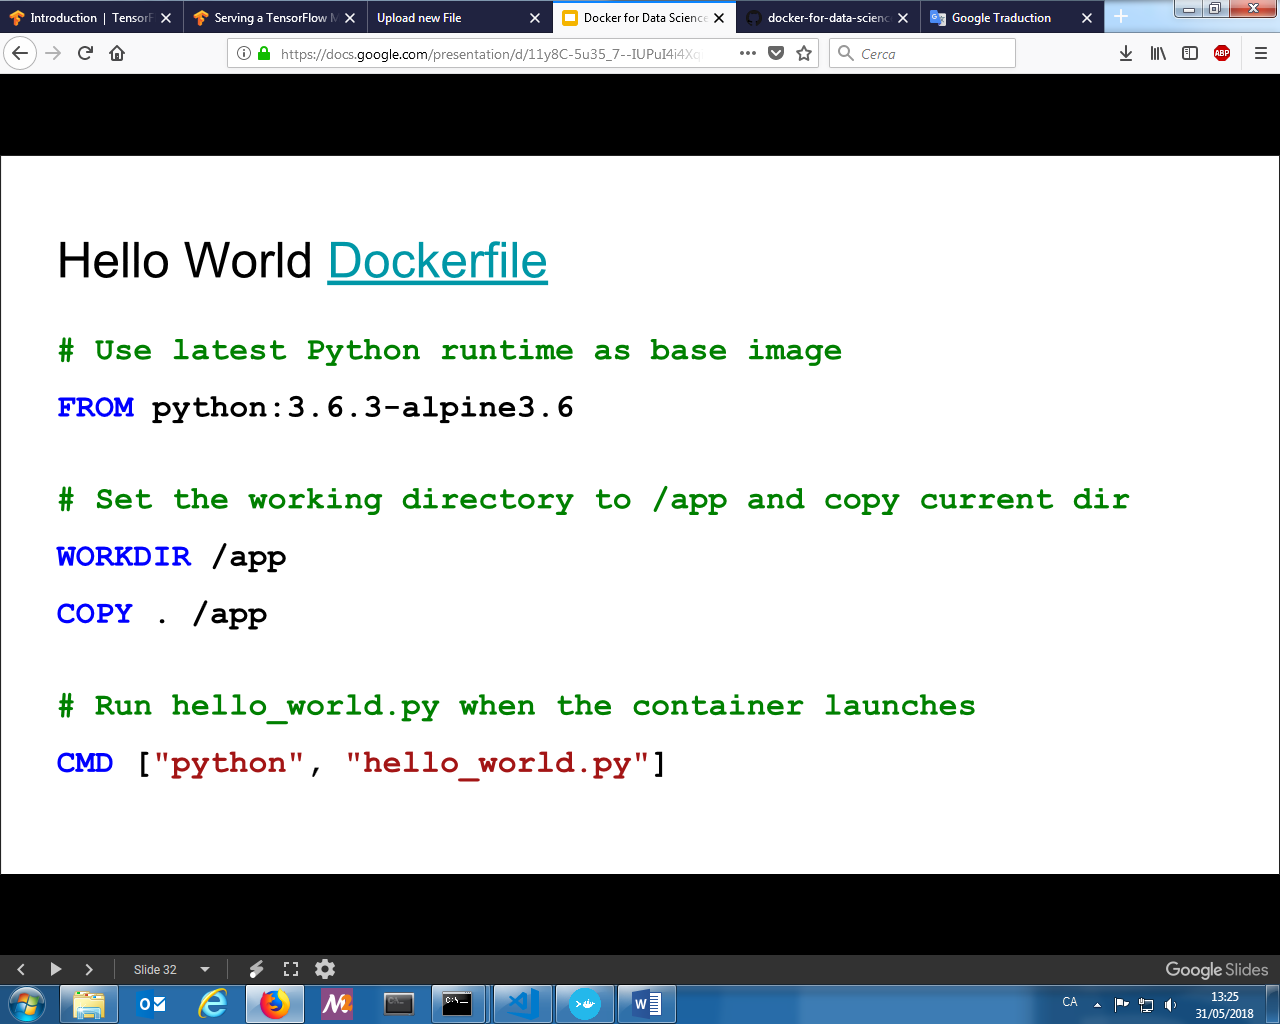 Introduction | TensorF
Serving a TensorFlow M
Upload new File
Docker for Data Science
docker-for-data-scienc
Google Traduction
https://docs.google.com/presentation/d/11y8C-5u35_7--IUPuI4i4Xq
Cerca
ABP
Hello World Dockerfile
# Use latest Python runtime as base image
FROM python:3.6.3-alpine3.6
# Set the working directory to /app and copy current dir
WORKDIR /app
COPY . /app
# Run hello_world.py when the container launches
CMD ["python", "hello_world.py"]
Slide 32
Google Slides
CA
13:25
31/05/2018